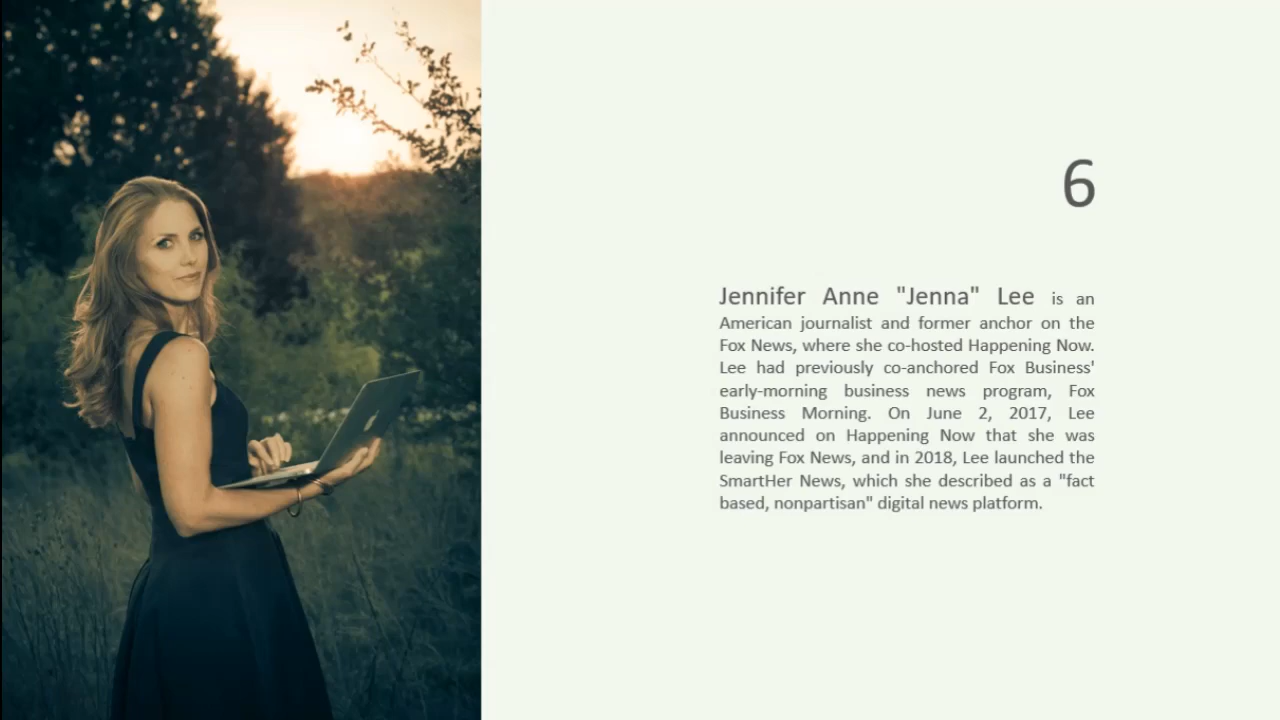 6
Jennifer Anne "Jenna" Lee is an
American journalist and former anchor on the
Fox News, where she co-hosted Happening Now.
Lee had previously co-anchored Fox Business'
early-morning business news program, Fox
Business Morning. On June 2, 2017, Lee
announced on Happening Now that she was
leaving Fox News, and in 2018, Lee launched the
SmartHer News, which she described as a "fact
based, nonpartisan" digital news platform.